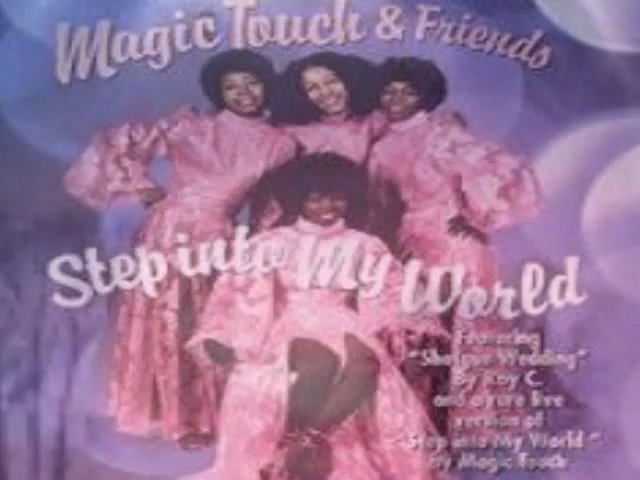 Magic Touch & Friends
Step into My World
Featuring
"Shotgun Wedding"
By Roy C
and a rare live
version of
"Step into My World"
By Magic Touch